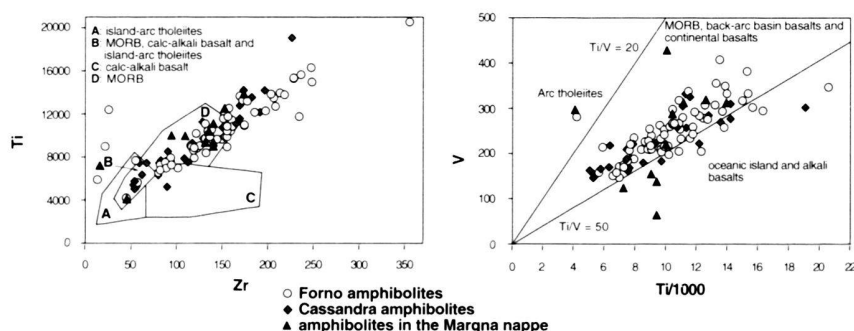 A: island-arc tholeiites
B MORB, calc-alkali basalt and
island-arc tholeiites
C: calc-alkali basalt
D: MORB
20000
16000
12000
8000
4000
0
Ti
D
B
A
C
0 50 100 150 200 250 300 350
Zr
500
400
300
200
100
0
V
MORB, back-arc basin basalts and
continental basalts
Ti/V = 20
Arc tholeiites
oceanic island and alkali
basalts
Ti/V = 50
0 2 4 6 8 10 12 14 16 18 20 22
Ti/1000
Forno amphibolites
Cassandra amphibolites
amphibolites in the Margna nappe